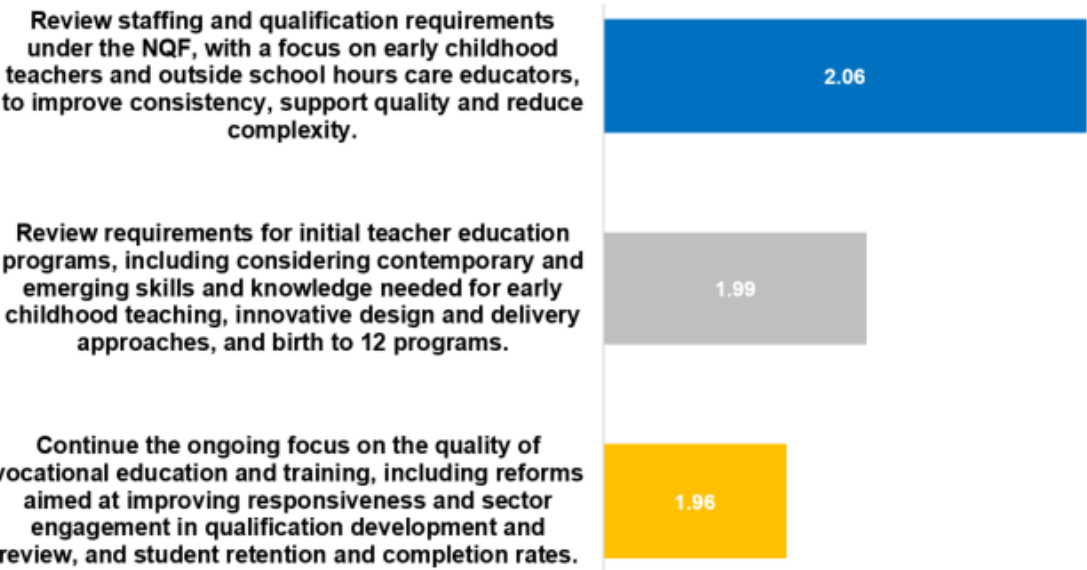 Review staffing and qualification requirements
under the NQF, with a focus on early childhood
teachers and outside school hours care educators,
to improve consistency, support quality and reduce
complexity.
2.06
Review requirements for initial teacher education
programs, including considering contemporary and
emerging skills and knowledge needed for early
childhood teaching, innovative design and delivery
approaches, and birth to 12 programs.
1.99
Continue the ongoing focus on the quality of
vocational education and training, including reforms
aimed at improving responsiveness and sector
engagement in qualification development and
review, and student retention and completion rates.
1.96